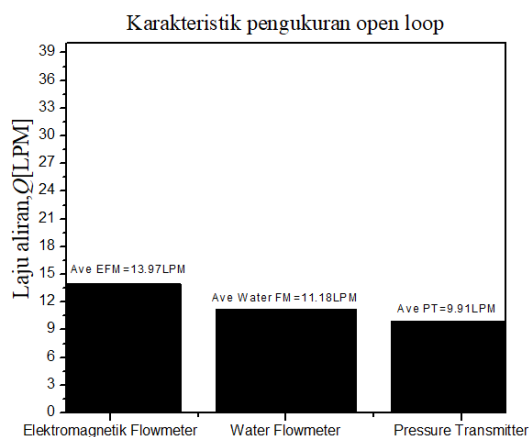 Karakteristik pengukuran open loop
Laju aliran,Q[LPM]
39
36
33
30
27
24
21
18
15
12
9
6
3
0
Ave EFM=13.97LPM
Ave Water FM=11.18LPM
Ave PT=9.91LPM
Elektromagnetik Flowmeter
Water Flowmeter
Pressure Transmitter